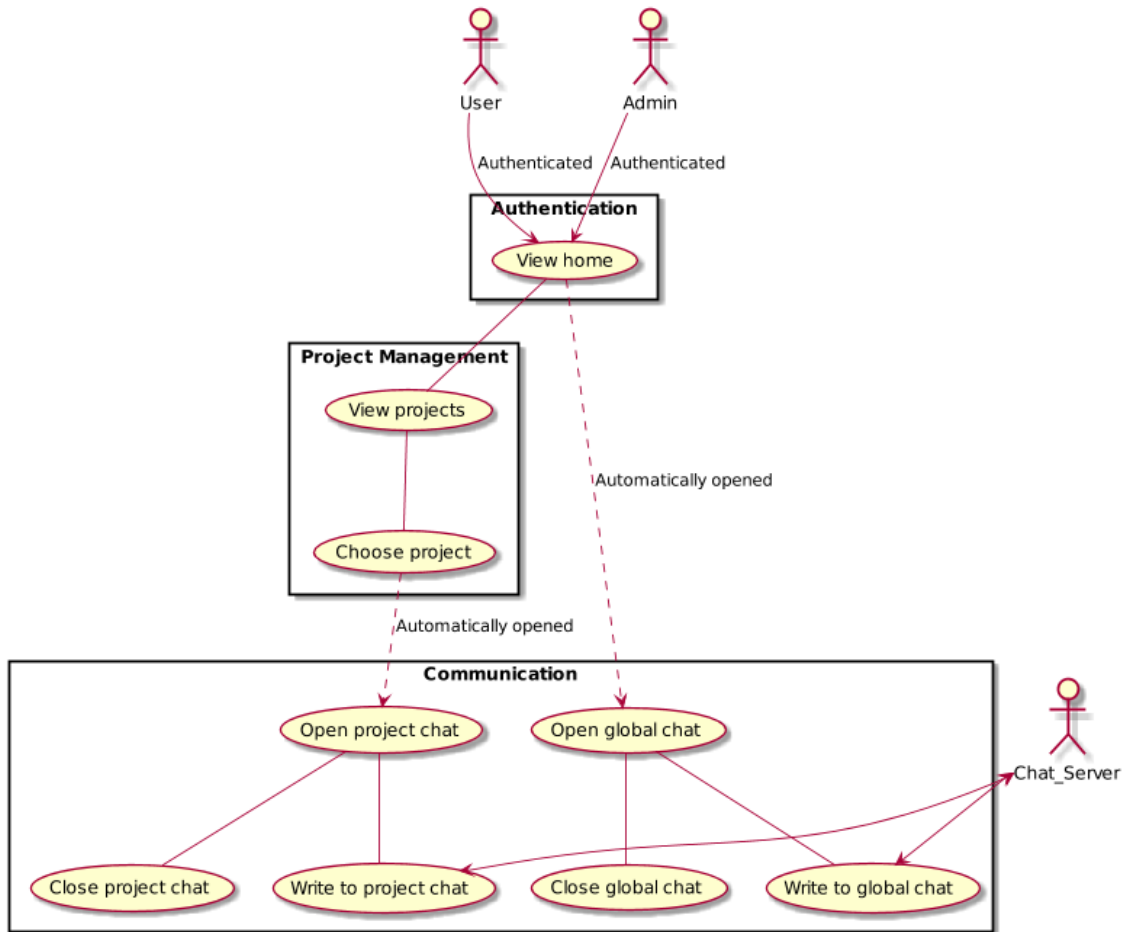 User
Admin
Authenticated
Authenticated
Authentication
View home
Project Management
View projects
Automatically opened
Choose project
Automatically opened
Communication
Open project chat
Open global chat
Chat_Server
Close project chat
Write to project chat
Close global chat
Write to global chat